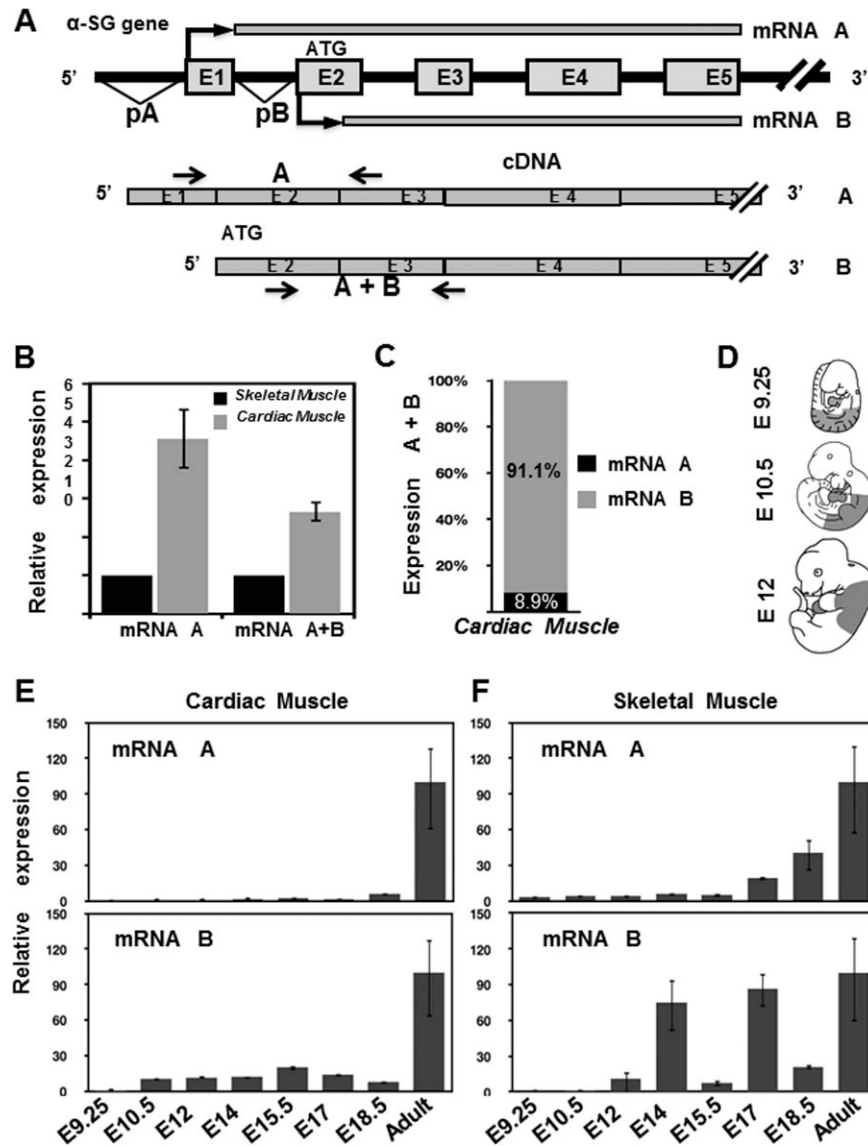 A
α-SG gene
mRNA A
ATG
5’ E1 E2 E3 E4 E5 3’
pA pB
mRNA B
cDNA
A
5’ E 1 E 2 E 3 E 4 E 5 3’ A
ATG
5’ E 2 E 3 E 4 E 5 3’ B
A + B
B
Relative expression
6
5
4
3
2
1
0
Skeletal Muscle
Cardiac Muscle
mRNA A mRNA A+B
C
Expression A + B
100%
80%
60%
40%
20%
91.1%
8.9%
mRNA A
mRNA B
Cardiac Muscle
D
E 9.25
E 10.5
E 12
E
Cardiac Muscle
Relative expression
150
120
90
60
30
0
mRNA A
150
120
90
60
30
0
mRNA B
E9.25 E10.5 E12 E14 E15.5 E17 E18.5 Adult
F
Skeletal Muscle
150
120
90
60
30
0
mRNA A
150
120
90
60
30
0
mRNA B
E9.25 E10.5 E12 E14 E15.5 E17 E18.5 Adult